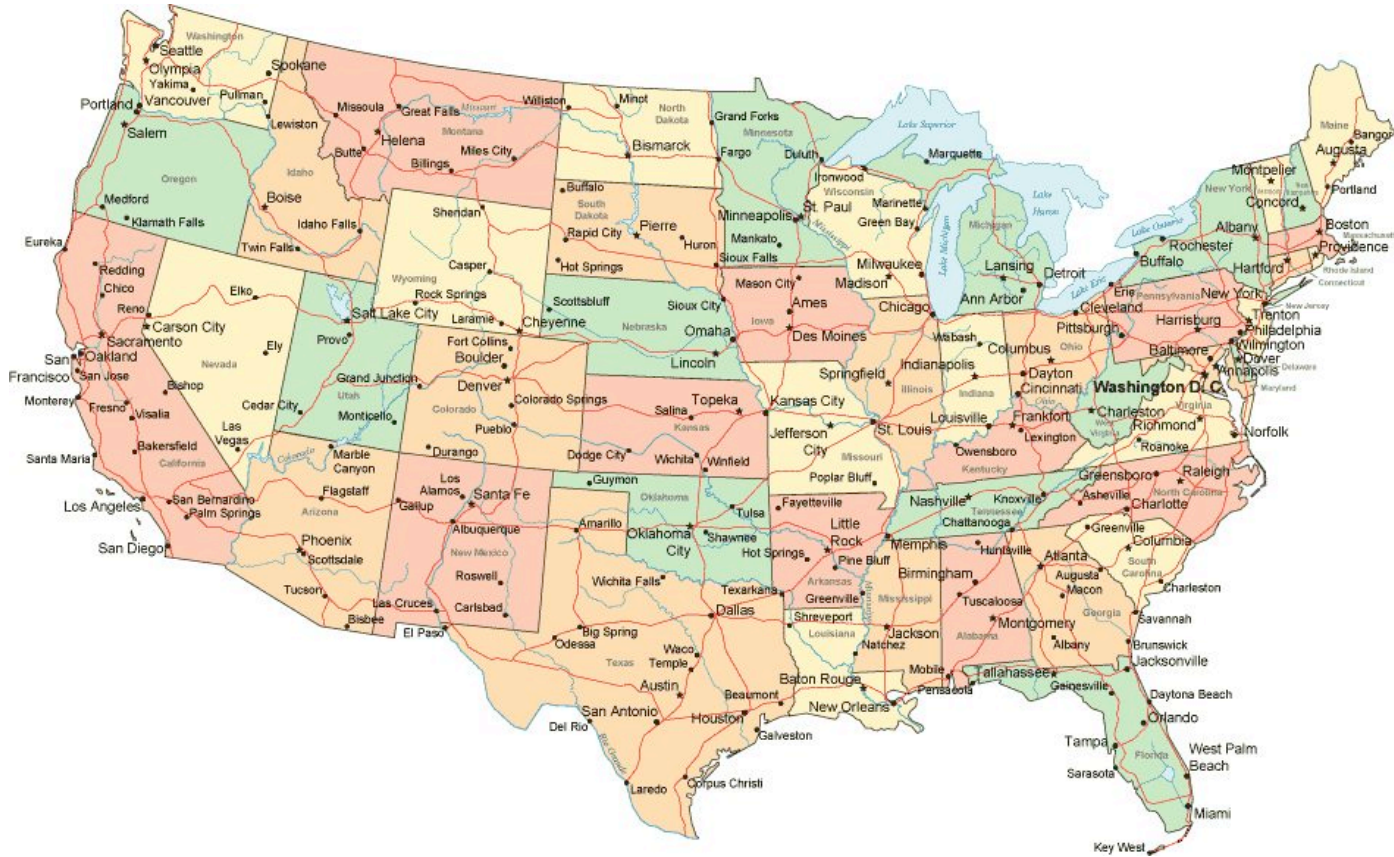 Washington
Seattle
Olympia
Spokane
Yakima
Pullman
Vancouver
Portland
Lewiston
Salem
Oregon
Medford
Klamath Falls
Idaho
Boise
Idaho Falls
Twin Falls
Missoula
Great Falls
Missouri
Helena
Montana
Butte
Miles City
Billings
Williston
Minot
North
Dakota
Bismarck
Grand Forks
Fargo
Minnesota
Duluth
Lake Superior
Marquette
Ironwood
Wisconsin
Marinette
Green Bay
St. Paul
Minneapolis
Mississippi
Mankato
Buffalo
South
Dakota
Rapid City
Pierre
Huron
Sioux Falls
Hot Springs
Sheridan
Casper
Wyoming
Rock Springs
Laramie
Cheyenne
Eureka
Redding
Chico
Reno
Carson City
Sacramento
San
Francisco
Oakland
San Jose
Monterey
Fresno
Visalia
Bishop
Bakersfield
California
Santa Maria
Los Angeles
San Bernardino
Palm Springs
San Diego
Elko
Ely
Nevada
Las
Vegas
Salt Lake City
Provo
Utah
Cedar City
Monticello
Grand Junction
Fort Collins
Boulder
Denver
Colorado Springs
Colorado
Pueblo
Durango
Colorado
Marble
Canyon
Flagstaff
Arizona
Phoenix
Scottsdale
Tucson
Bisbee
Los
Alamos
Santa Fe
Gallup
Albuquerque
New Mexico
Roswell
Las Cruces
Carlsbad
El Paso
Scottsbluff
Nebraska
Sioux City
Omaha
Lincoln
Topeka
Salina
Kansas
Dodge City
Wichita
Winfield
Guymon
Oklahoma
Tulsa
Oklahoma
City
Shawnee
Amarillo
Wichita Falls
Dallas
Big Spring
Odessa
Texas
Waco
Temple
Austin
San Antonio
Del Rio
Rio Grande
Houston
Beaumont
Galveston
Corpus Christi
Laredo
Mason City
Ames
Iowa
Des Moines
Kansas City
Jefferson
City
Missouri
St. Louis
Poplar Bluff
Fayetteville
Little
Rock
Hot Springs
Pine Bluff
Arkansas
Texarkana
Greenville
Mississippi
Shreveport
Louisiana
Natchez
Baton Rouge
New Orleans
Milwaukee
Madison
Chicago
Springfield
Illinois
Lake Michigan
Lake
Huron
Michigan
Lansing
Detroit
Ann Arbor
Wabash
Indianapolis
Indiana
Columbus
Ohio
Dayton
Cincinnati
Ohio
Cleveland
Lake Erie
Erie
Louisville
Frankfort
Lexington
Owensboro
Kentucky
Nashville
Knoxville
Tennessee
Chattanooga
Memphis
Huntsville
Birmingham
Mississippi
Tuscaloosa
Montgomery
Alabama
Jackson
Mobile
Pensacola
Atlanta
Augusta
Macon
Georgia
Albany
Savannah
Brunswick
Tallahassee
Jacksonville
Gainesville
Daytona Beach
Orlando
Tampa
Florida
West Palm
Beach
Sarasota
Miami
Key West
Greenville
Columbia
South
Carolina
Charleston
Greensboro
Raleigh
Asheville
North Carolina
Charlotte
Charleston
West
Virginia
Virginia
Richmond
Roanoke
Norfolk
Washington D. C.
Pennsylvania
Pittsburgh
Harrisburg
Baltimore
Annapolis
Maryland
Dover
Delaware
Wilmington
Philadelphia
Trenton
New Jersey
New York
Lake Ontario
Rochester
Buffalo
New York
Albany
Hartford
Connecticut
Rhode Island
Providence
Boston
Massachusett
Vermont
Montpelier
New
Hampshire
Concord
Maine
Bangor
Augusta
Portland